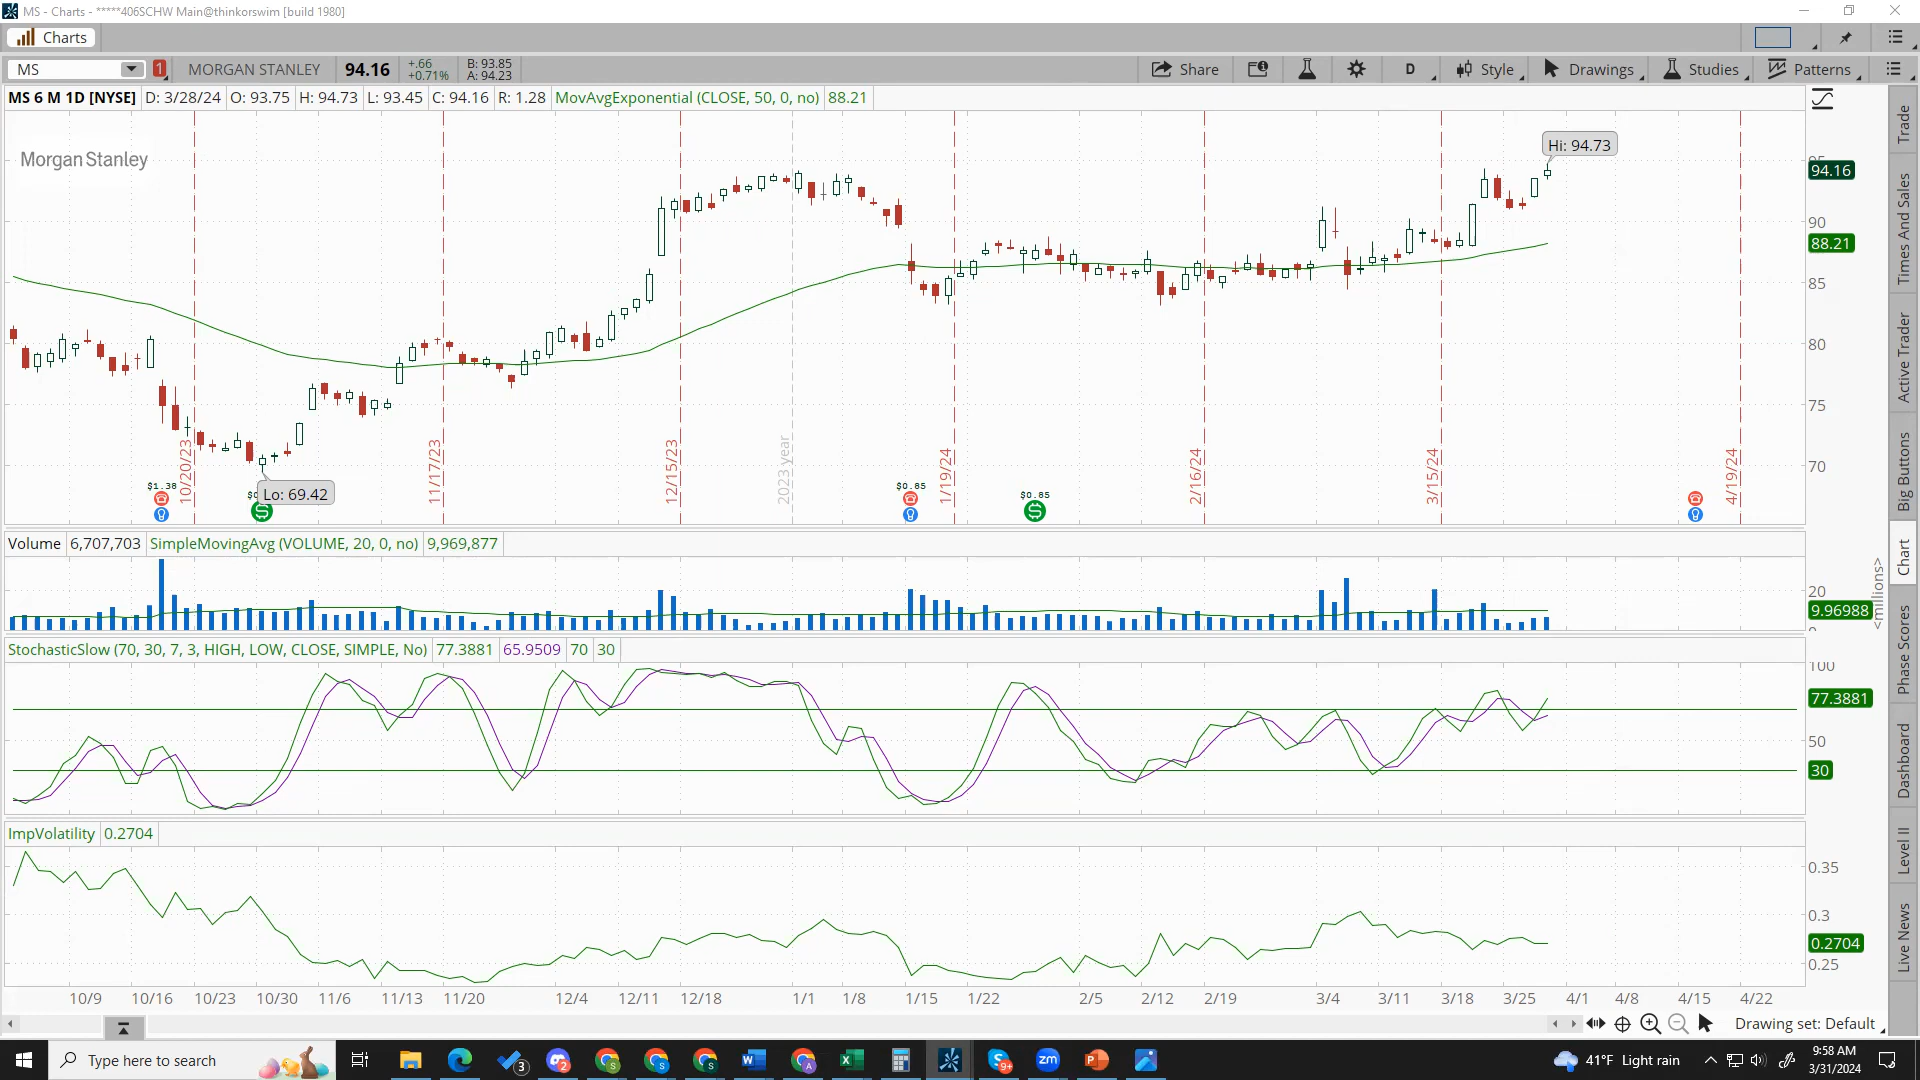 MS - Charts - *****406SCHW Main@thinkorswim [build 1980]
Charts
MS 1 MORGAN STANLEY 94.16 +.66 +0.71% B: 93.85 A: 94.23 Share D Style Drawings Studies Patterns
MS 6 M 1D [NYSE] D: 3/28/24 O: 93.75 H: 94.73 L: 93.45 C: 94.16 R: 1.28 MovAvgExponential (CLOSE, 50, 0, no) 88.21
Morgan Stanley
Hi: 94.73
94.16
90
88.21
85
80
75
70
10/20/23
11/17/23
12/15/23
2023 year
1/19/24
2/16/24
3/15/24
4/19/24
$1.38
Lo: 69.42
$0.85
$0.85
Volume 6,707,703 SimpleMovingAvg (VOLUME, 20, 0, no) 9,969,877
20
9.96988
<millions>
StochasticSlow (70, 30, 7, 3, HIGH, LOW, CLOSE, SIMPLE, No) 77.3881 65.9509 70 30
100
77.3881
50
30
ImpVolatility 0.2704
0.35
0.3
0.2704
0.25
10/9 10/16 10/23 10/30 11/6 11/13 11/20 12/4 12/11 12/18 1/1 1/8 1/15 1/22 2/5 2/12 2/19 3/4 3/11 3/18 3/25 4/1 4/8 4/15 4/22
Drawing set: Default
Trade
Times And Sales
Active Trader
Big Buttons
Chart
Phase Scores
Dashboard
Level II
Live News
Type here to search
3
2
9+
zm
41°F Light rain
9:58 AM
3/31/2024